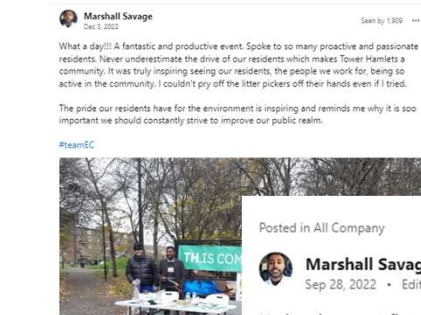 Marshall Savage
Seen by 1,909 ···
Dec 3, 2022
What a day!!! A fantastic and productive event. Spoke to so many proactive and passionate
residents. Never underestimate the drive of our residents which makes Tower Hamlets a
community. It was truly inspiring seeing our residents, the people we work for, being so
active in the community. I couldn't pry off the litter pickers off their hands even if I tried.
The pride our residents have for the environment is inspiring and reminds me why it is soo
important we should constantly strive to improve our public realm.
#teamEC
TH.IS COM
Posted in All Company
Marshall Savag
Sep 28, 2022 • Edit